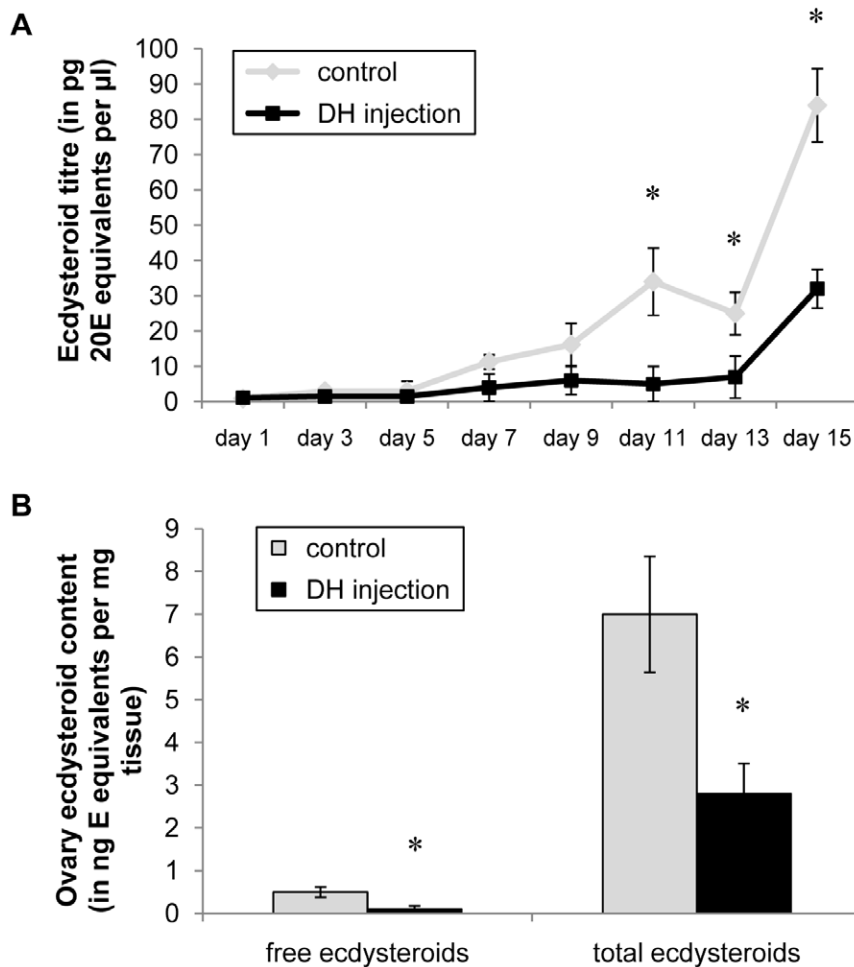 A
Ecdysteroid titre (in pg
20E equivalents per µl)
100
90
80
70
60
50
40
30
20
10
0
control
DH injection
*
*
*
day 1
day 3
day 5
day 7
day 9
day 11
day 13
day 15
B
Ovary ecdysteroid content
(in ng E equivalents per mg
tissue)
9
8
7
6
5
4
3
2
1
0
control
DH injection
*
*
free ecdysteroids
total ecdysteroids